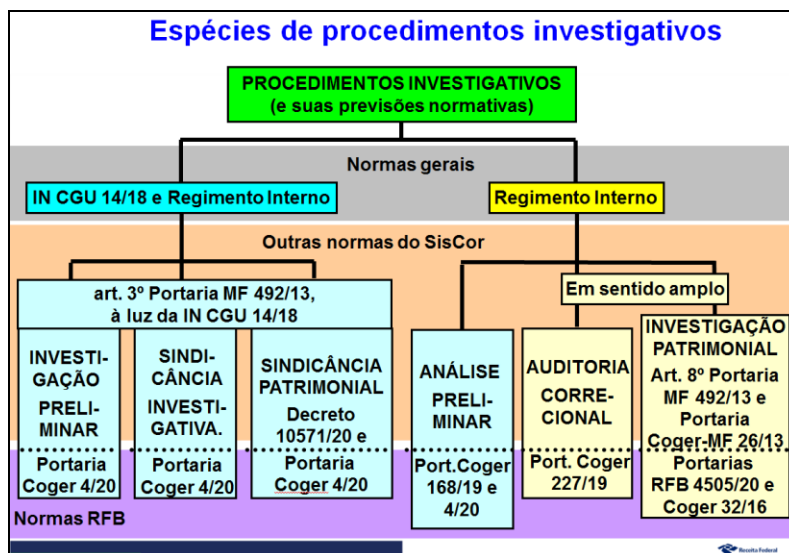 Espécies de procedimentos investigativos
PROCEDIMENTOS INVESTIGATIVOS
(e suas previsões normativas)
Normas gerais
IN CGU 14/18 e Regimento Interno
Regimento Interno
Outras normas do SisCor
art. 3º Portaria MF 492/13,
à luz da IN CGU 14/18
Em sentido amplo
INVESTI-
GAÇÃO
PRELI-
MINAR
Portaria
Coger 4/20
SINDI-
CÂNCIA
INVESTI-
GATIVA.
Portaria
Coger 4/20
SINDICÂNCIA
PATRIMONIAL
Decreto
10571/20 e
Portaria
Coger 4/20
ANÁLISE
PRELI-
MINAR
Port.Coger
168/19 e
4/20
AUDITORIA
CORRE-
CIONAL
Port. Coger
227/19
INVESTIGAÇÃO
PATRIMONIAL
Art. 8º Portaria
MF 492/13 e
Portaria
Coger-MF 26/13
Portarias
RFB 4505/20 e
Coger 32/16
Normas RFB
Receita Federal